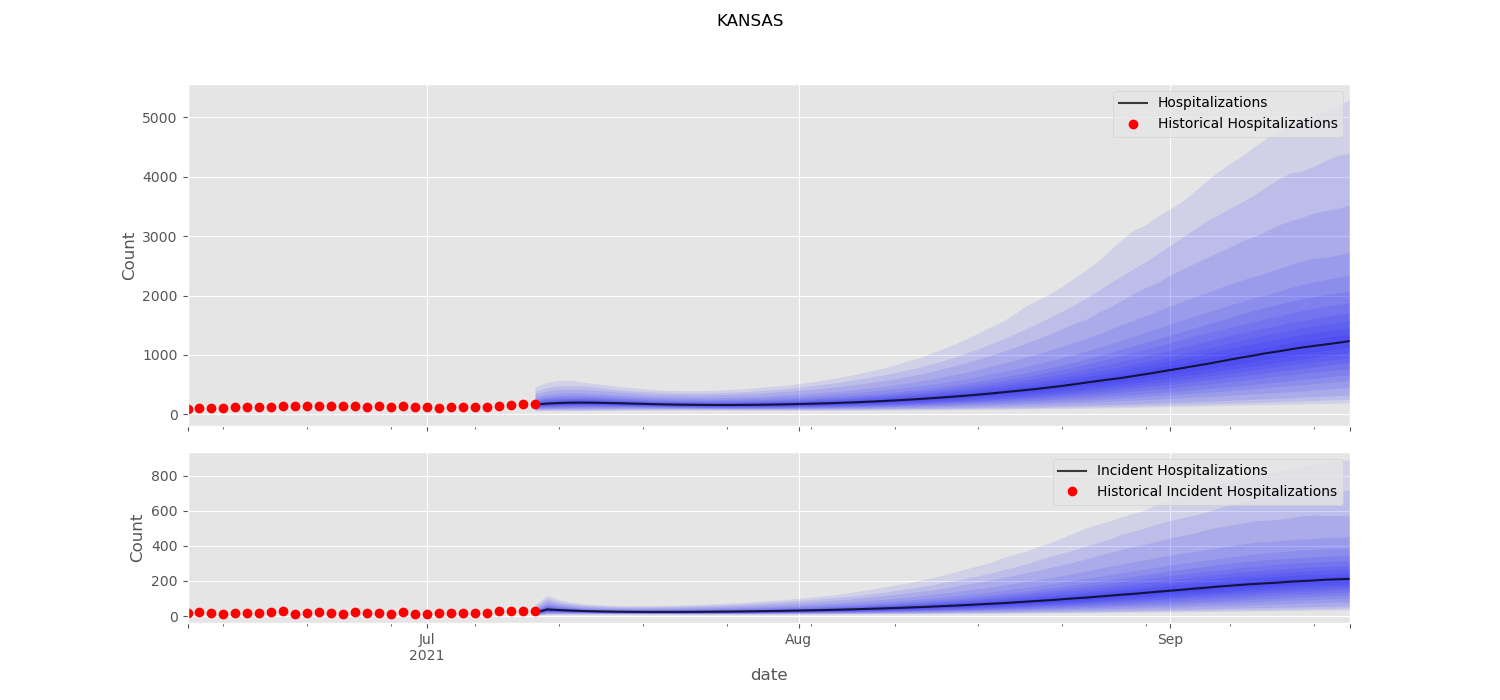 KANSAS
5000
4000
3000
2000
1000
0
Count
Hospitalizations
Historical Hospitalizations
800
600
400
200
0
Count
Incident Hospitalizations
Historical Incident Hospitalizations
Jul
2021
Aug
Sep
date